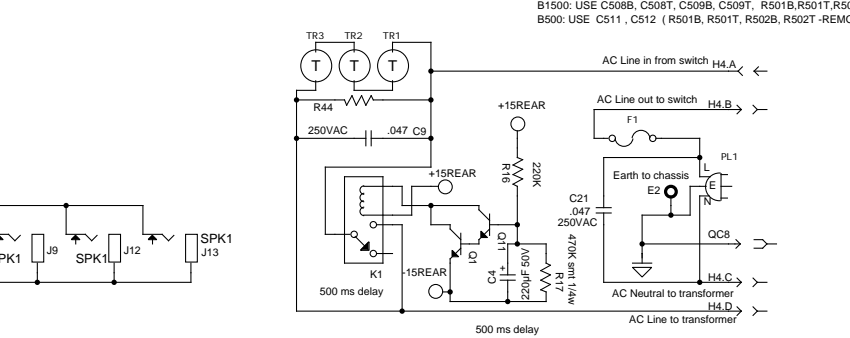 B1500: USE C508B, C508T, C509B, C509T, R501B,R501T,R50
B500: USE C511 , C512 ( R501B, R501T, R502B, R502T -REMO
TR3 TR2 TR1
T T T
AC Line in from switch H4.A
R44
AC Line out to switch H4.B
+15REAR
F1
250VAC .047 C9
PL1
L
+15REAR
R16
220K
Earth to chassis
E2
E
N
C21
.047
250VAC
SPK1
QC8
PK1
J9
SPK1
J12
J13
Q1
Q11
K1
-15REAR
C4
+
220µF 50V
R17
470K smt 1/4w
H4.C
500 ms delay
AC Neutral to transformer
H4.D
AC Line to transformer
500 ms delay